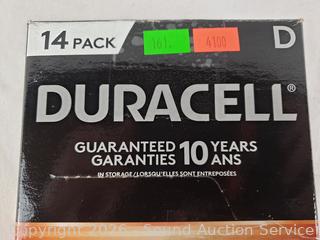 14 PACK
161.
4100
D
DURACELL®
GUARANTEED 10 YEARS
GARANTIES ANS
IN STORAGE/LORSQU'ELLES SONT ENTREPOSÉES
Copyright 2026 - Sound Auction Service